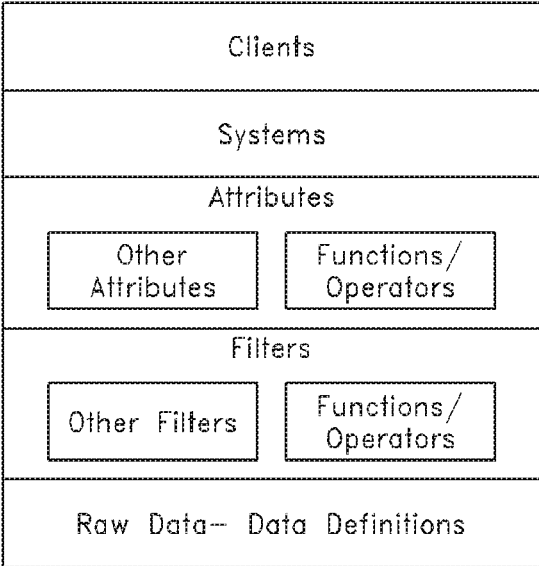 Clients
Systems
Attributes
Other
Attributes
Functions/
Operators
Filters
Other Filters
Functions/
Operators
Raw Data- Data Definitions